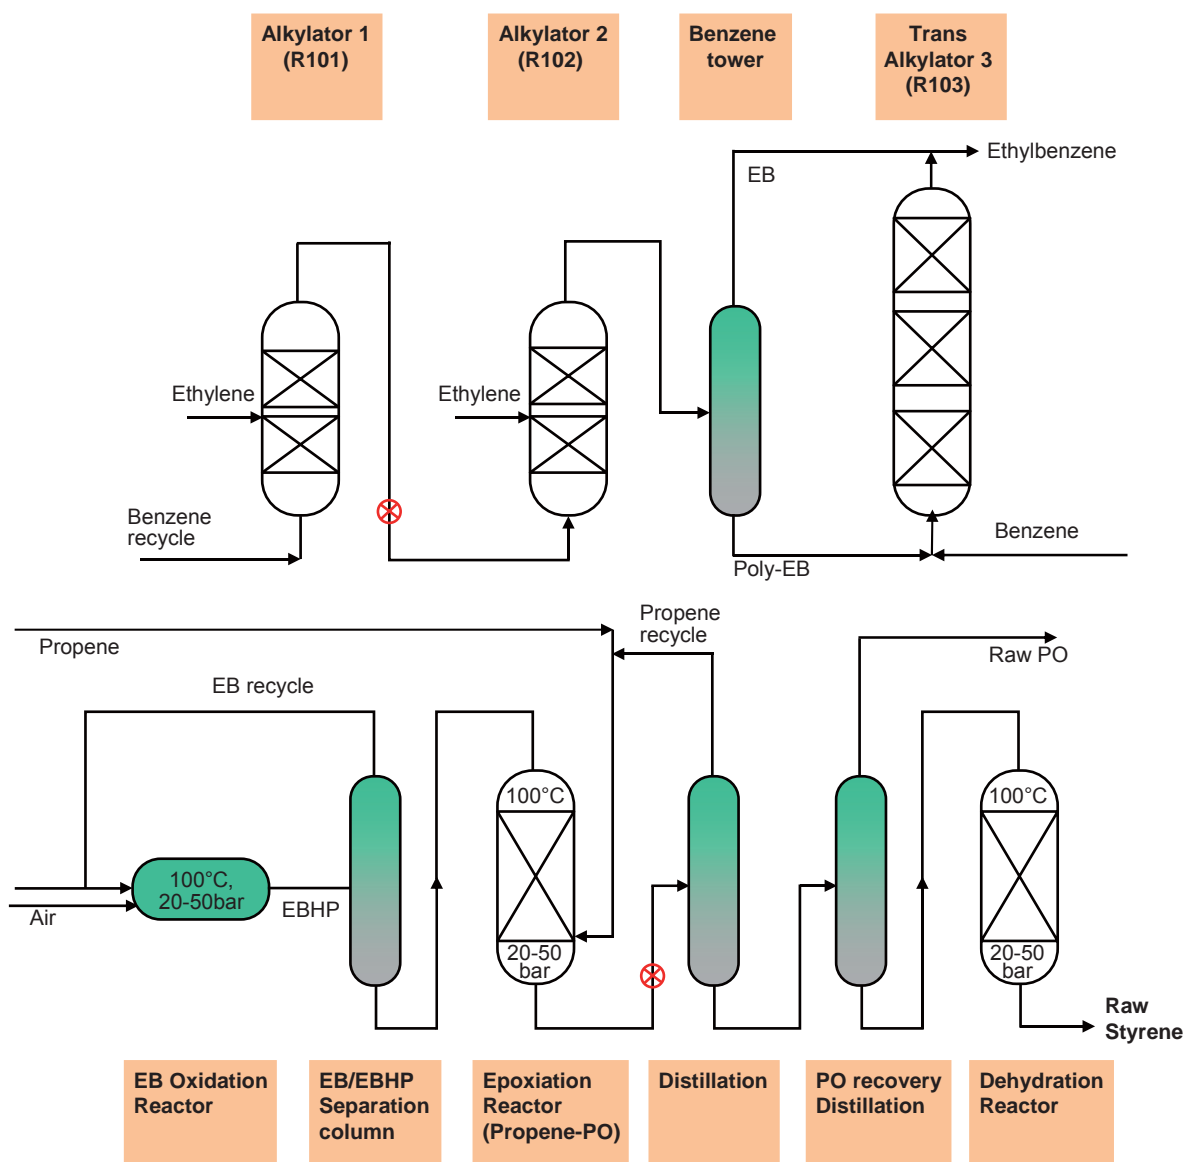 Alkylator 1
(R101)
Alkylator 2
(R102)
Benzene
tower
Trans
Alkylator 3
(R103)
Ethylbenzene
EB
Ethylene
Ethylene
Benzene
recycle
Benzene
Poly-EB
Propene
Propene
recycle
Raw PO
EB recycle
100°C
100°C
100°C,
20-50bar
EBHP
Air
20-50
bar
20-50
bar
Raw
Styrene
EB Oxidation
Reactor
EB/EBHP
Separation
column
Epoxiation
Reactor
(Propene-PO)
Distillation
PO recovery
Distillation
Dehydration
Reactor